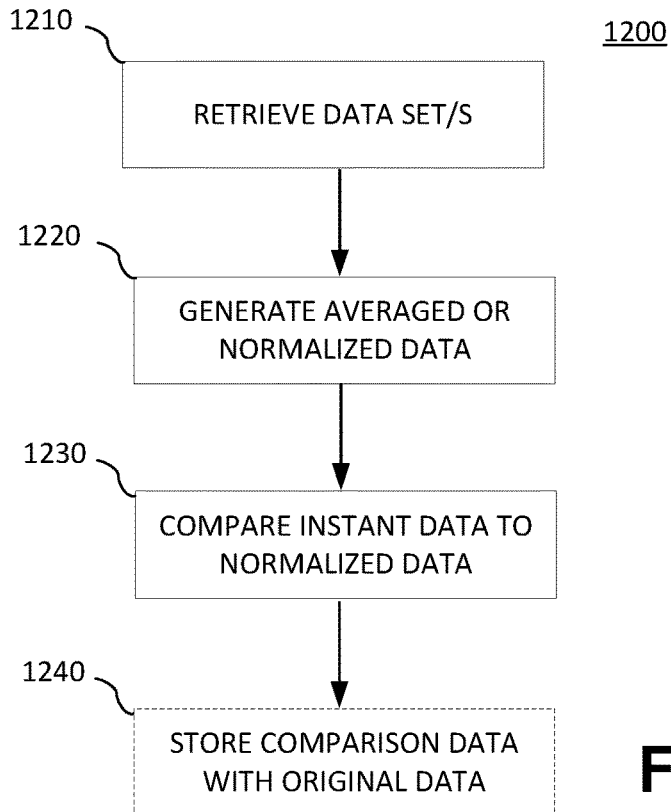 1210
1200
RETRIEVE DATA SET/S
1220
GENERATE AVERAGED OR
NORMALIZED DATA
1230
COMPARE INSTANT DATA TO
NORMALIZED DATA
1240
STORE COMPARISON DATA
WITH ORIGINAL DATA
F